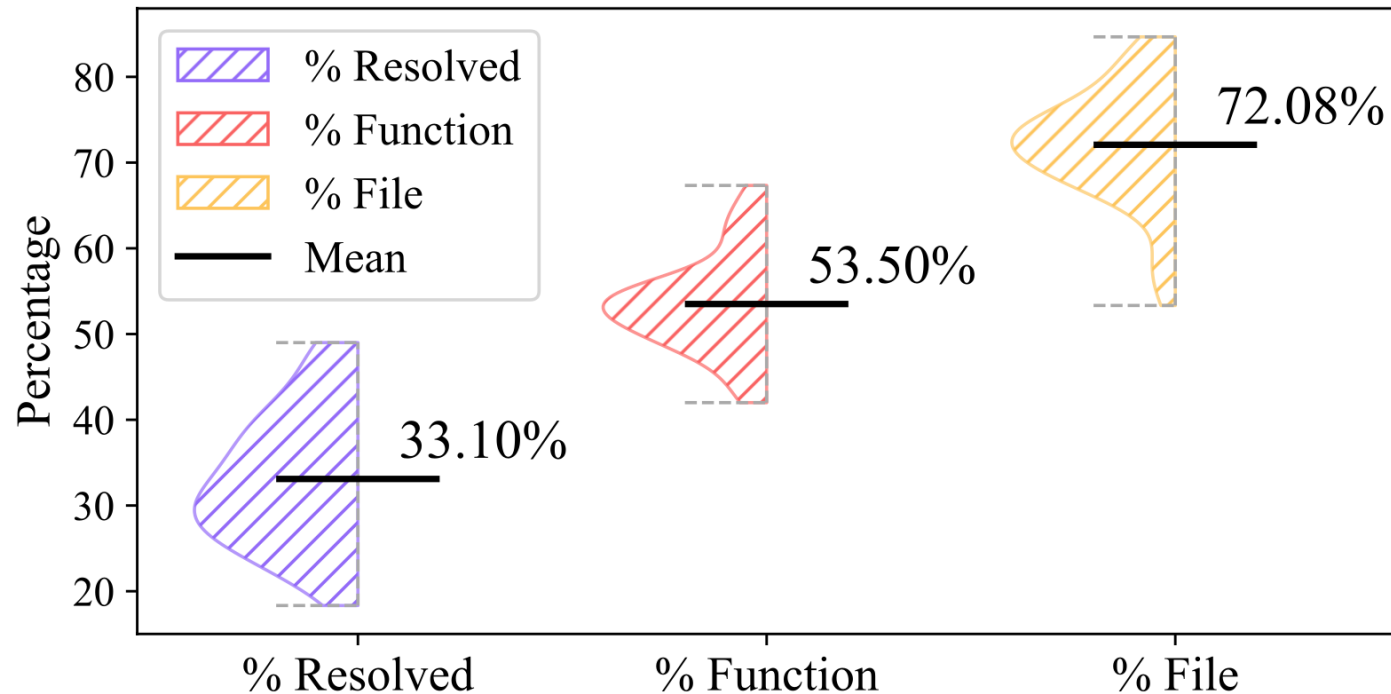 Percentage
80
70
60
50
40
30
20
% Resolved
% Function
% File
Mean
33.10%
53.50%
72.08%
% Resolved
% Function
% File